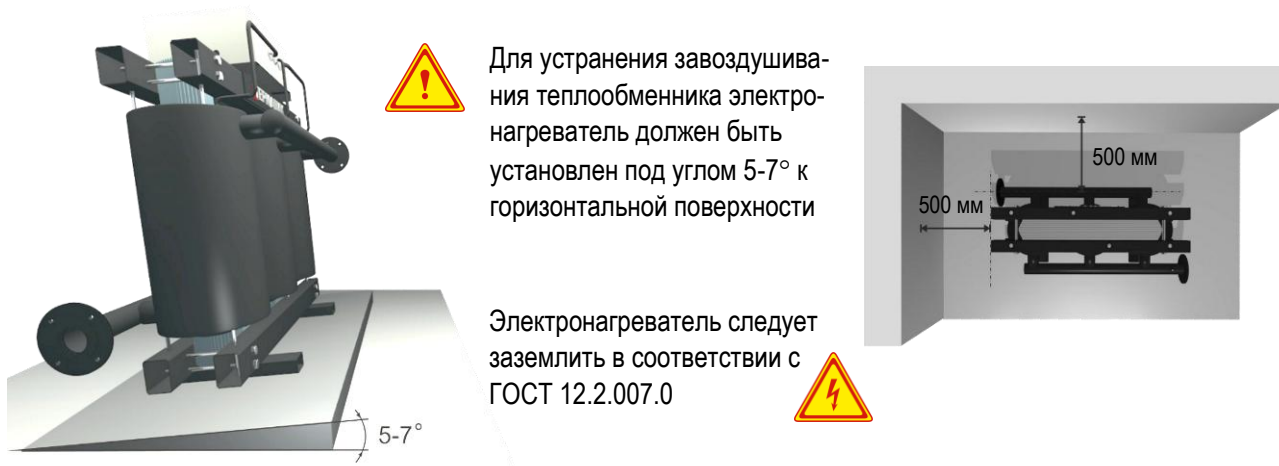 Для устранения завоздушива-
ния теплообменника электро-
нагреватель должен быть
установлен под углом 5-7° к
горизонтальной поверхности
Электронагреватель следует
заземлить в соответствии с
ГОСТ 12.2.007.0
5-7°
500 мм
500 мм